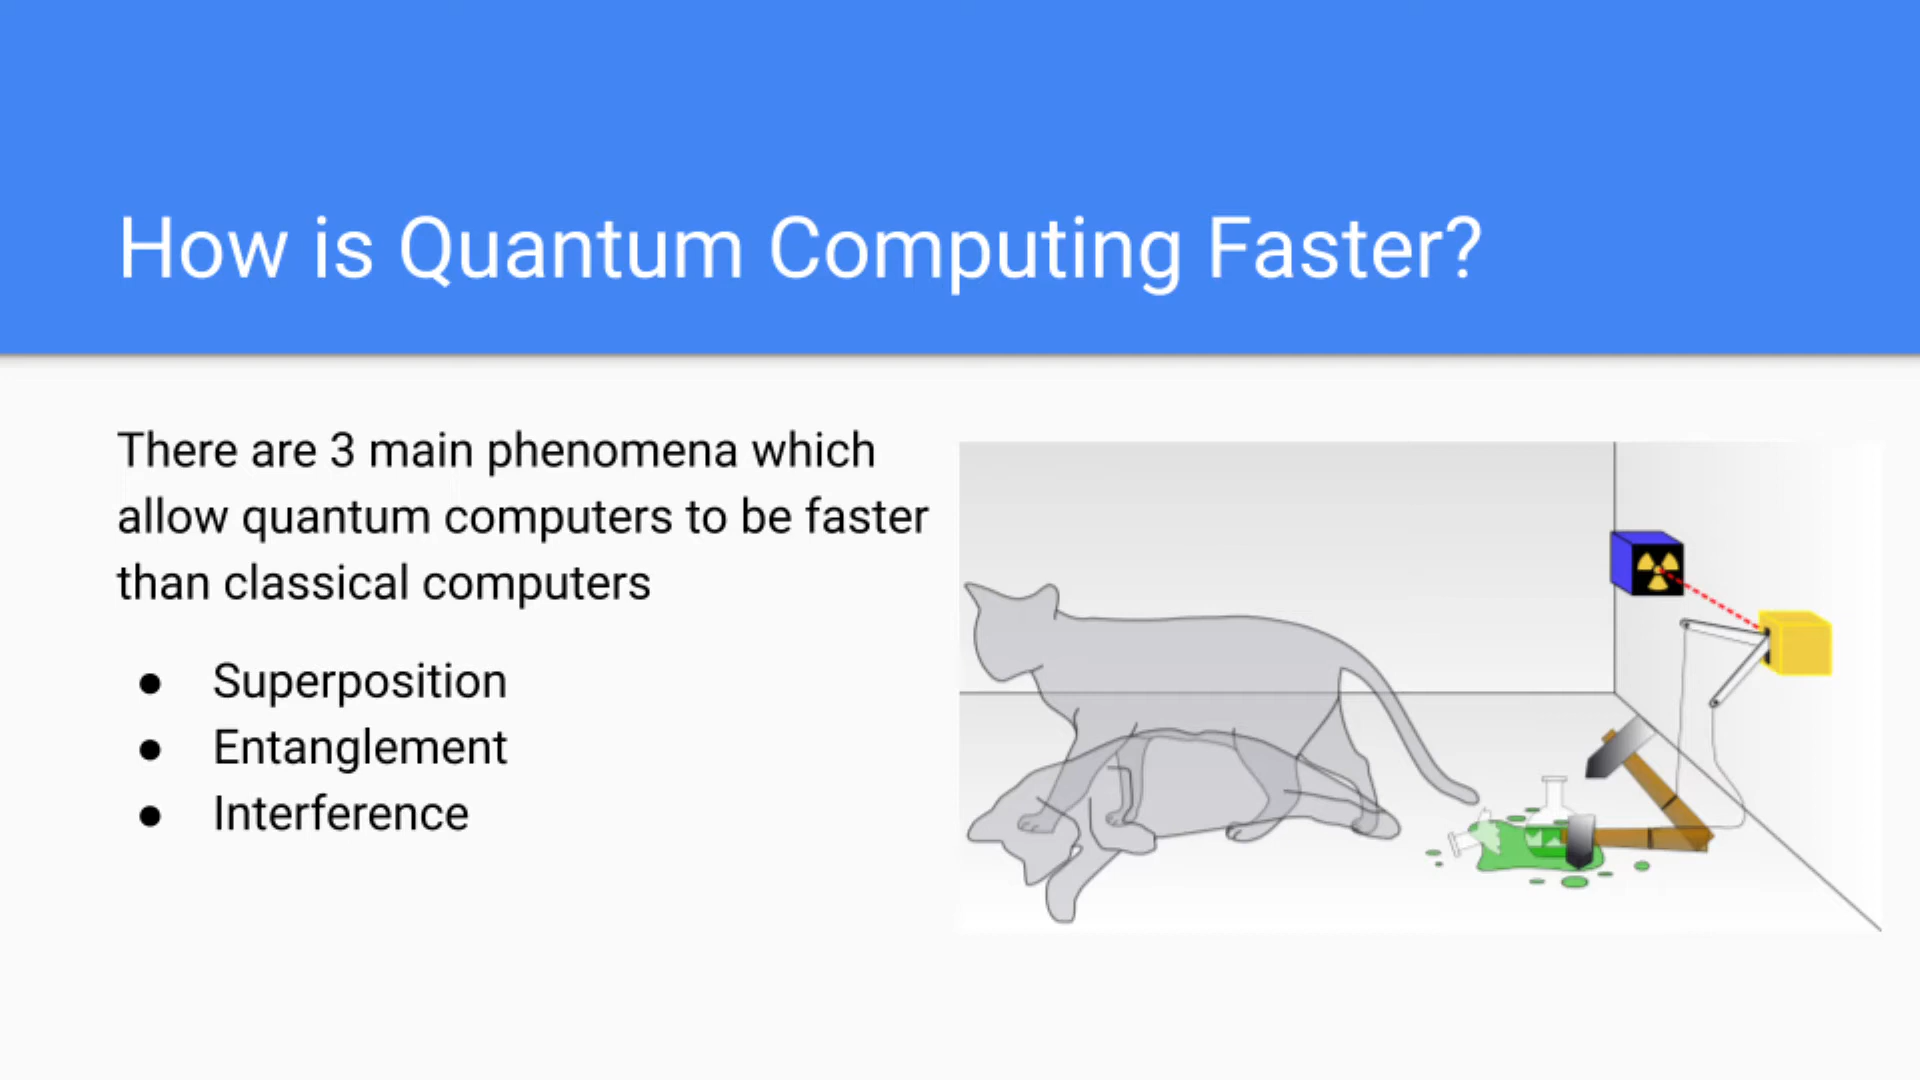 How is Quantum Computing Faster?
There are 3 main phenomena which
allow quantum computers to be faster
than classical computers
● Superposition
● Entanglement
● Interference